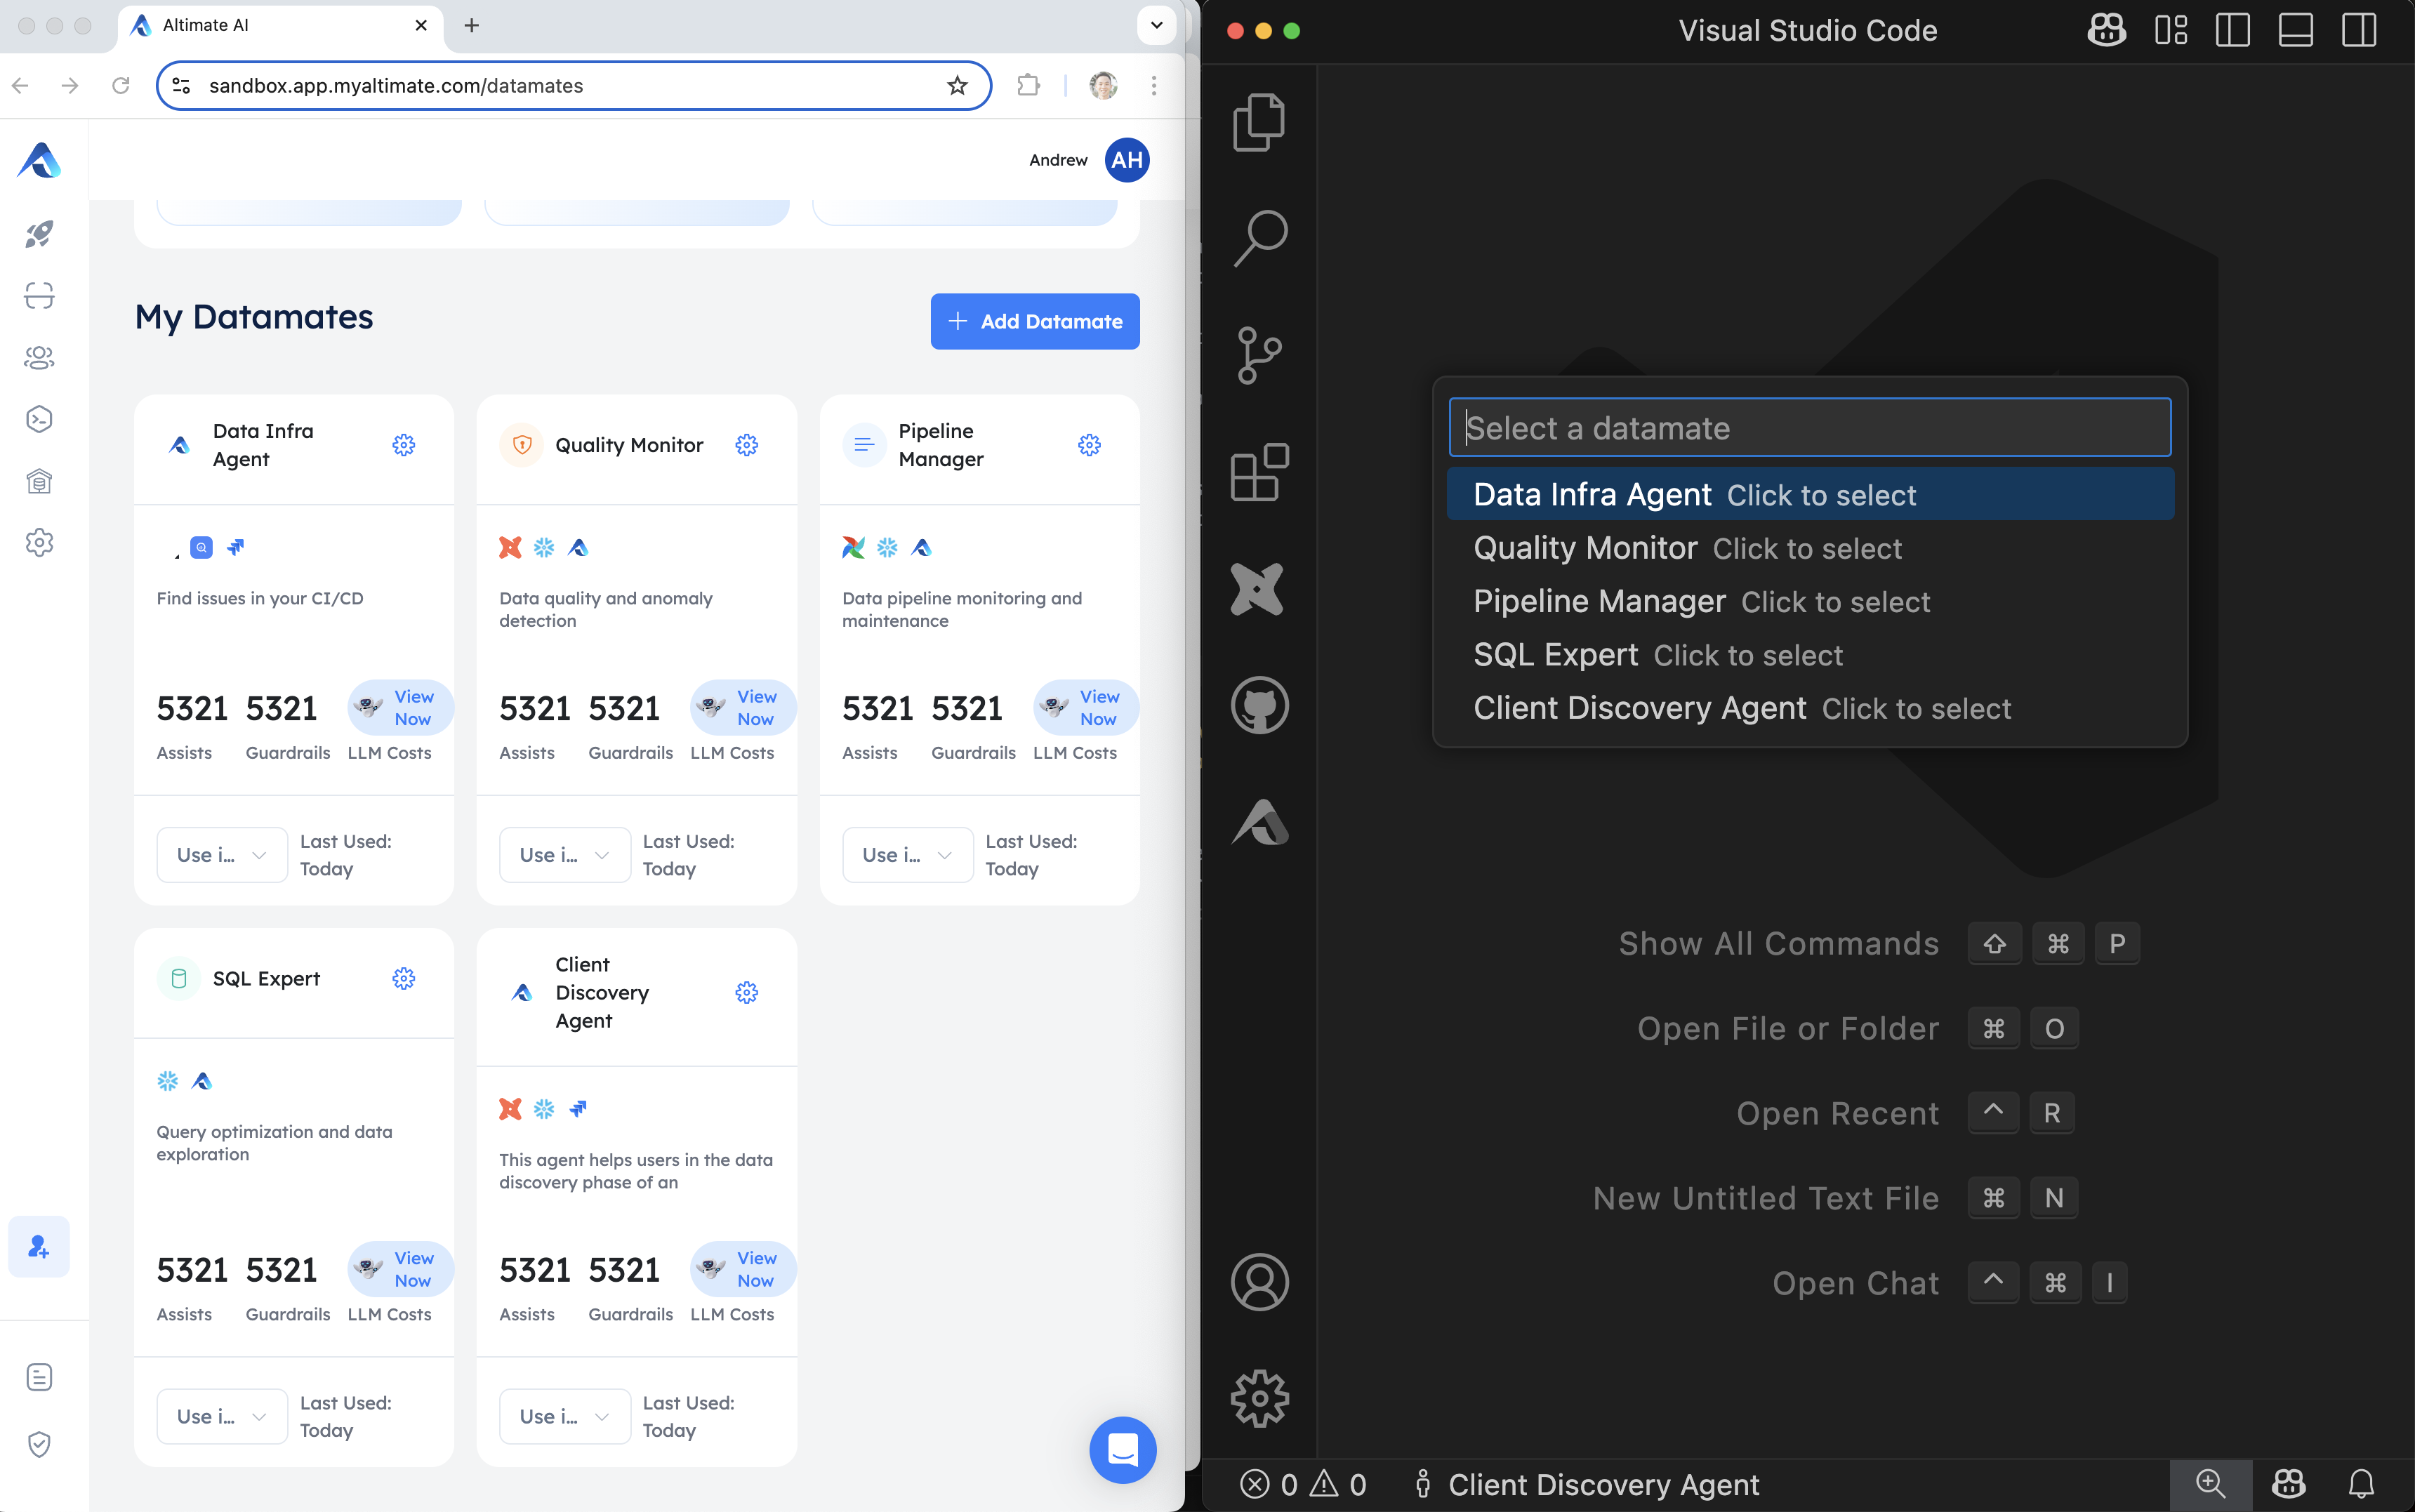 Altimate AI
sandbox.app.myaltimate.com/datamates
Andrew
AH
My Datamates
Add Datamate
Data Infra
Agent
Find issues in your CI/CD
5321
5321
View
Now
Assists
Guardrails
LLM Costs
Use i...
Last Used:
Today
Quality Monitor
Data quality and anomaly
detection
5321
5321
View
Now
Assists
Guardrails
LLM Costs
Use i...
Last Used:
Today
Pipeline
Manager
Data pipeline monitoring and
maintenance
5321
5321
View
Now
Assists
Guardrails
LLM Costs
Use i...
Last Used:
Today
SQL Expert
Query optimization and data
exploration
5321
5321
View
Now
Assists
Guardrails
LLM Costs
Use i...
Last Used:
Today
Client
Discovery
Agent
This agent helps users in the data
discovery phase of an
5321
5321
View
Now
Assists
Guardrails
LLM Costs
Use i...
Last Used:
Today
Visual Studio Code
Select a datamate
Data Infra Agent Click to select
Quality Monitor Click to select
Pipeline Manager Click to select
SQL Expert Click to select
Client Discovery Agent Click to select
Show All Commands ⇧ ⌘ P
Open File or Folder ⌘ O
Open Recent ^ R
New Untitled Text File ⌘ N
Open Chat ^ ⌘ I
0 0 Client Discovery Agent